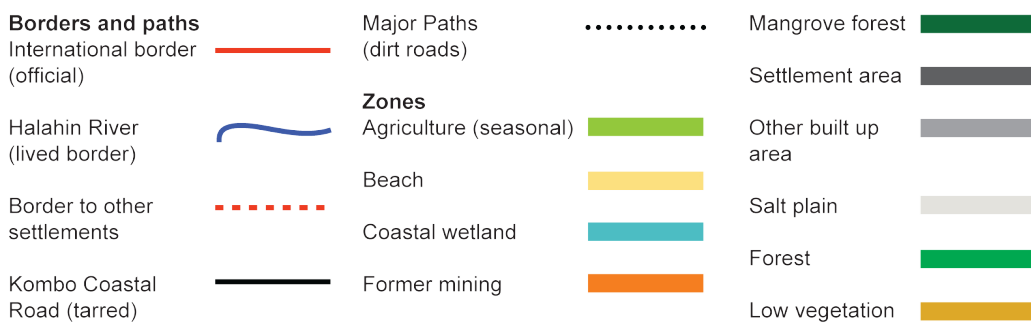 Borders and paths
International border
(official)
Halahin River
(lived border)
Border to other
settlements
Kombo Coastal
Road (tarred)
Major Paths
(dirt roads)
Zones
Agriculture (seasonal)
Beach
Coastal wetland
Former mining
Mangrove forest
Settlement area
Other built up
area
Salt plain
Forest
Low vegetation